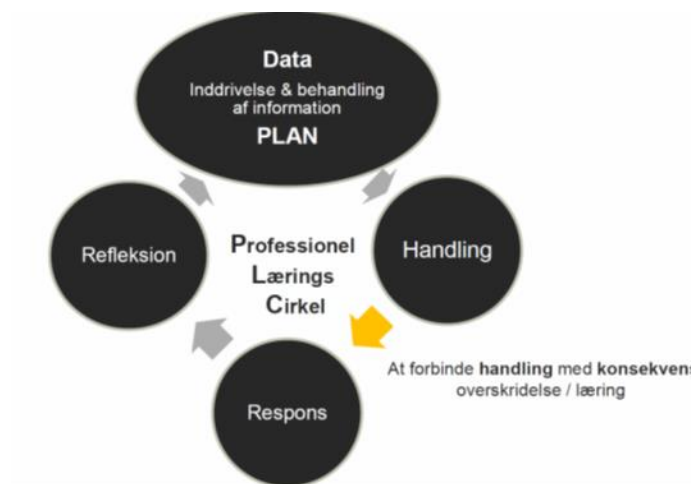 Data
Inddrivelse & behandling
af information
PLAN
Refleksion
Professionel
Lærings
Cirkel
Handling
At forbinde handling med konsekvens
overskridelse / læring
Respons